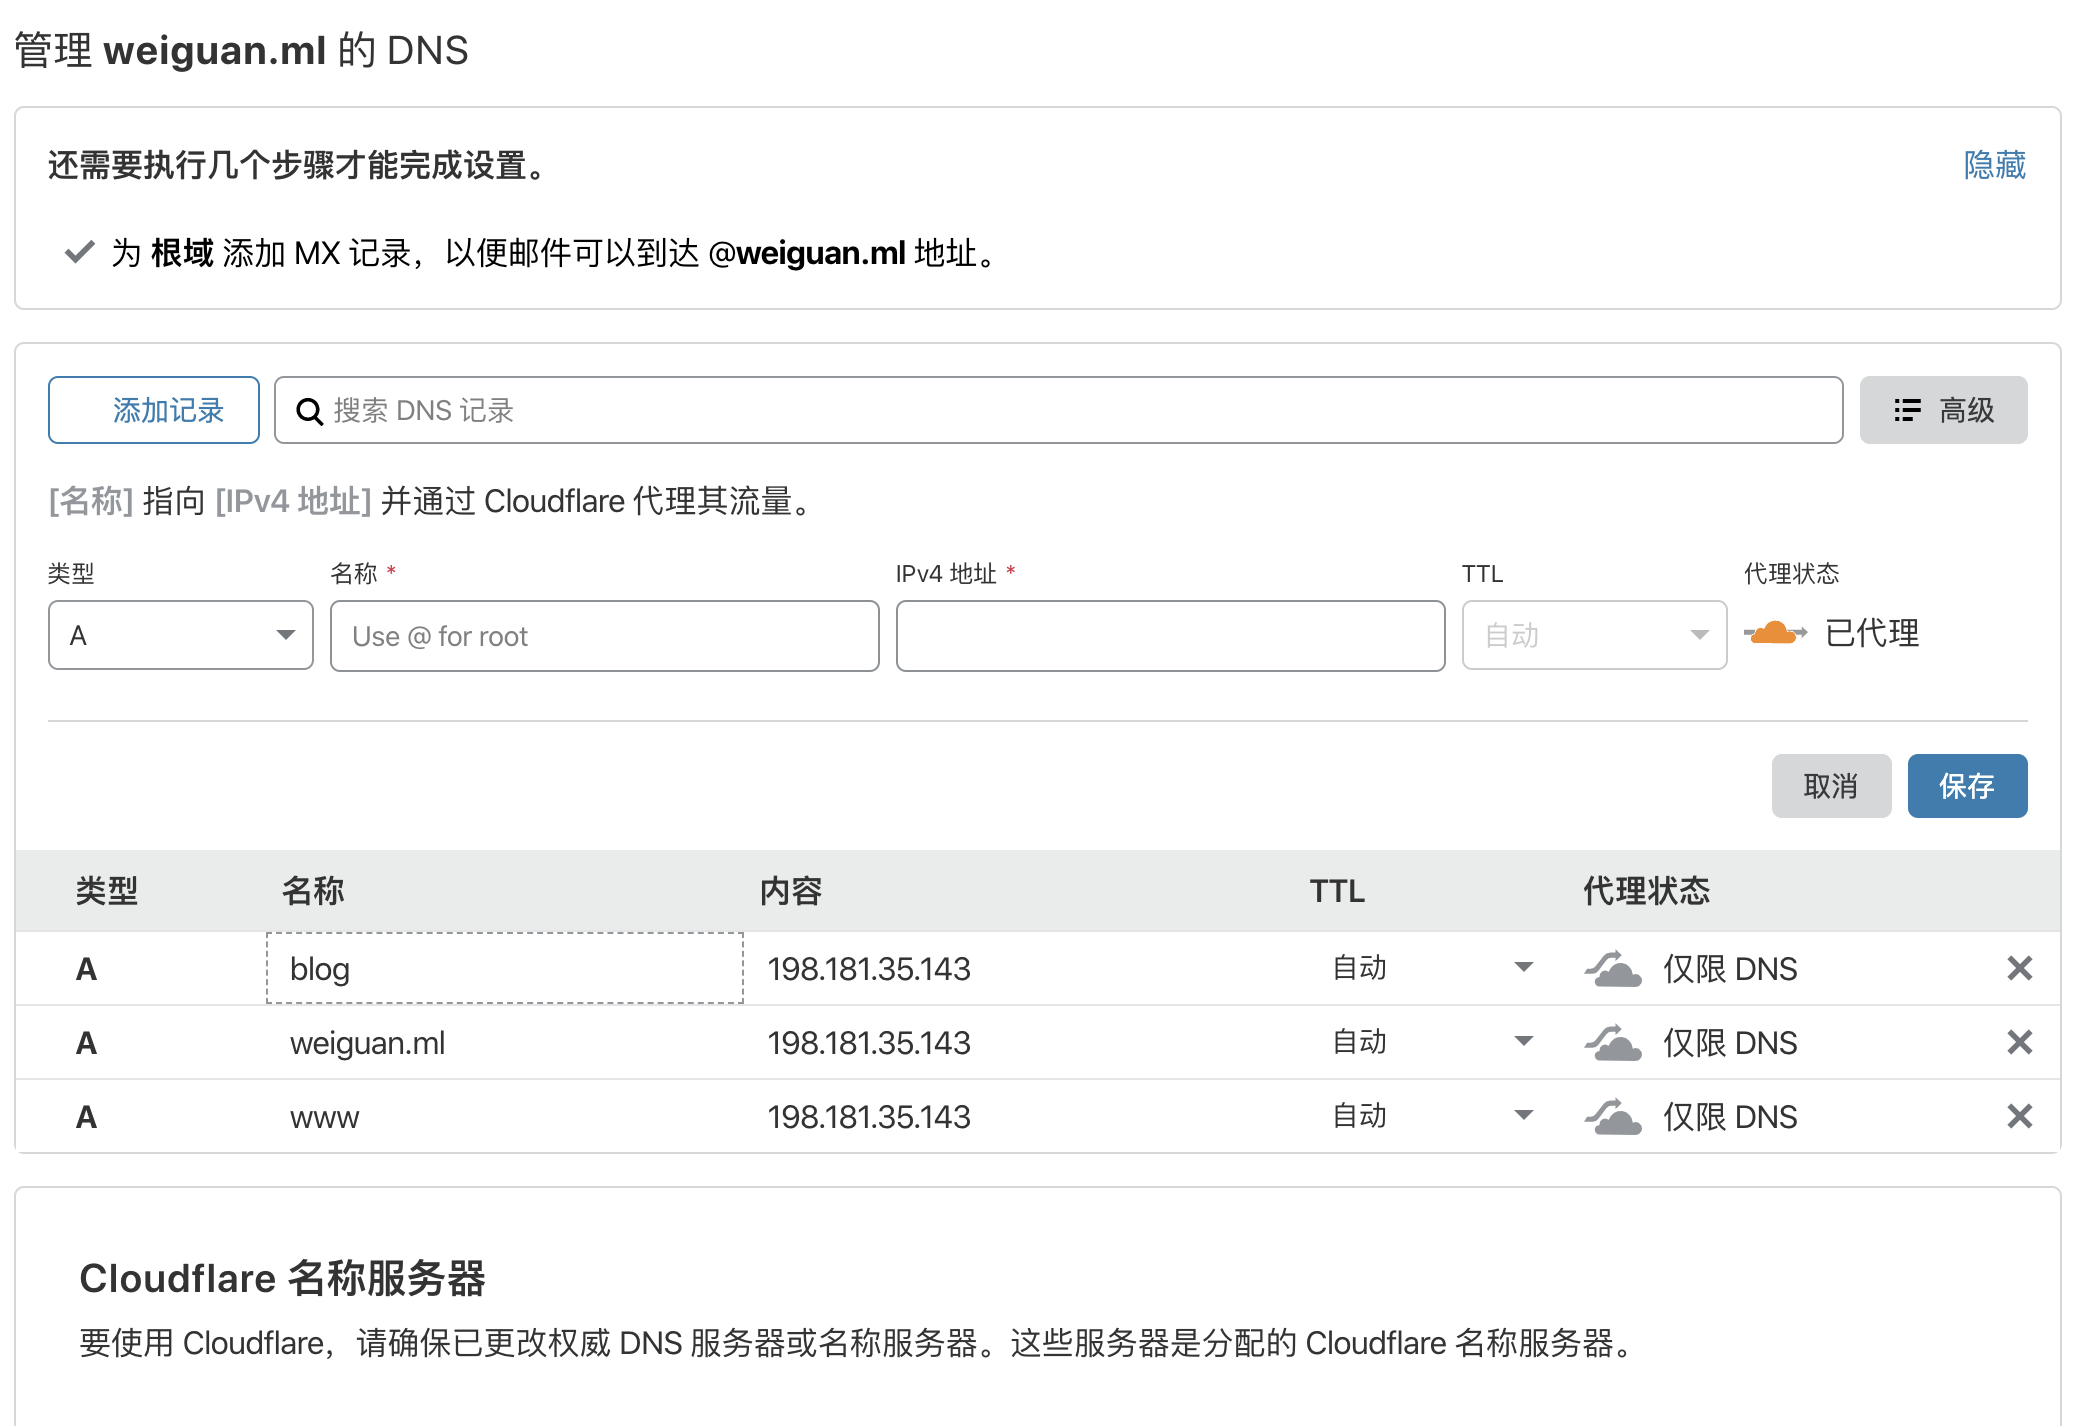 管理 weiguan.ml 的 DNS
还需要执行几个步骤才能完成设置。
隐藏
为 根域 添加 MX 记录，以便邮件可以到达 @weiguan.ml 地址。
添加记录
搜索 DNS 记录
高级
[名称] 指向 [IPv4 地址] 并通过 Cloudflare 代理其流量。
类型 名称 * IPv4 地址 * TTL 代理状态
A Use @ for root 自动 已代理
取消 保存
类型 名称 内容 TTL 代理状态
A blog 198.181.35.143 自动 仅限 DNS
A weiguan.ml 198.181.35.143 自动 仅限 DNS
A www 198.181.35.143 自动 仅限 DNS
Cloudflare 名称服务器
要使用 Cloudflare，请确保已更改权威 DNS 服务器或名称服务器。这些服务器是分配的 Cloudflare 名称服务器。